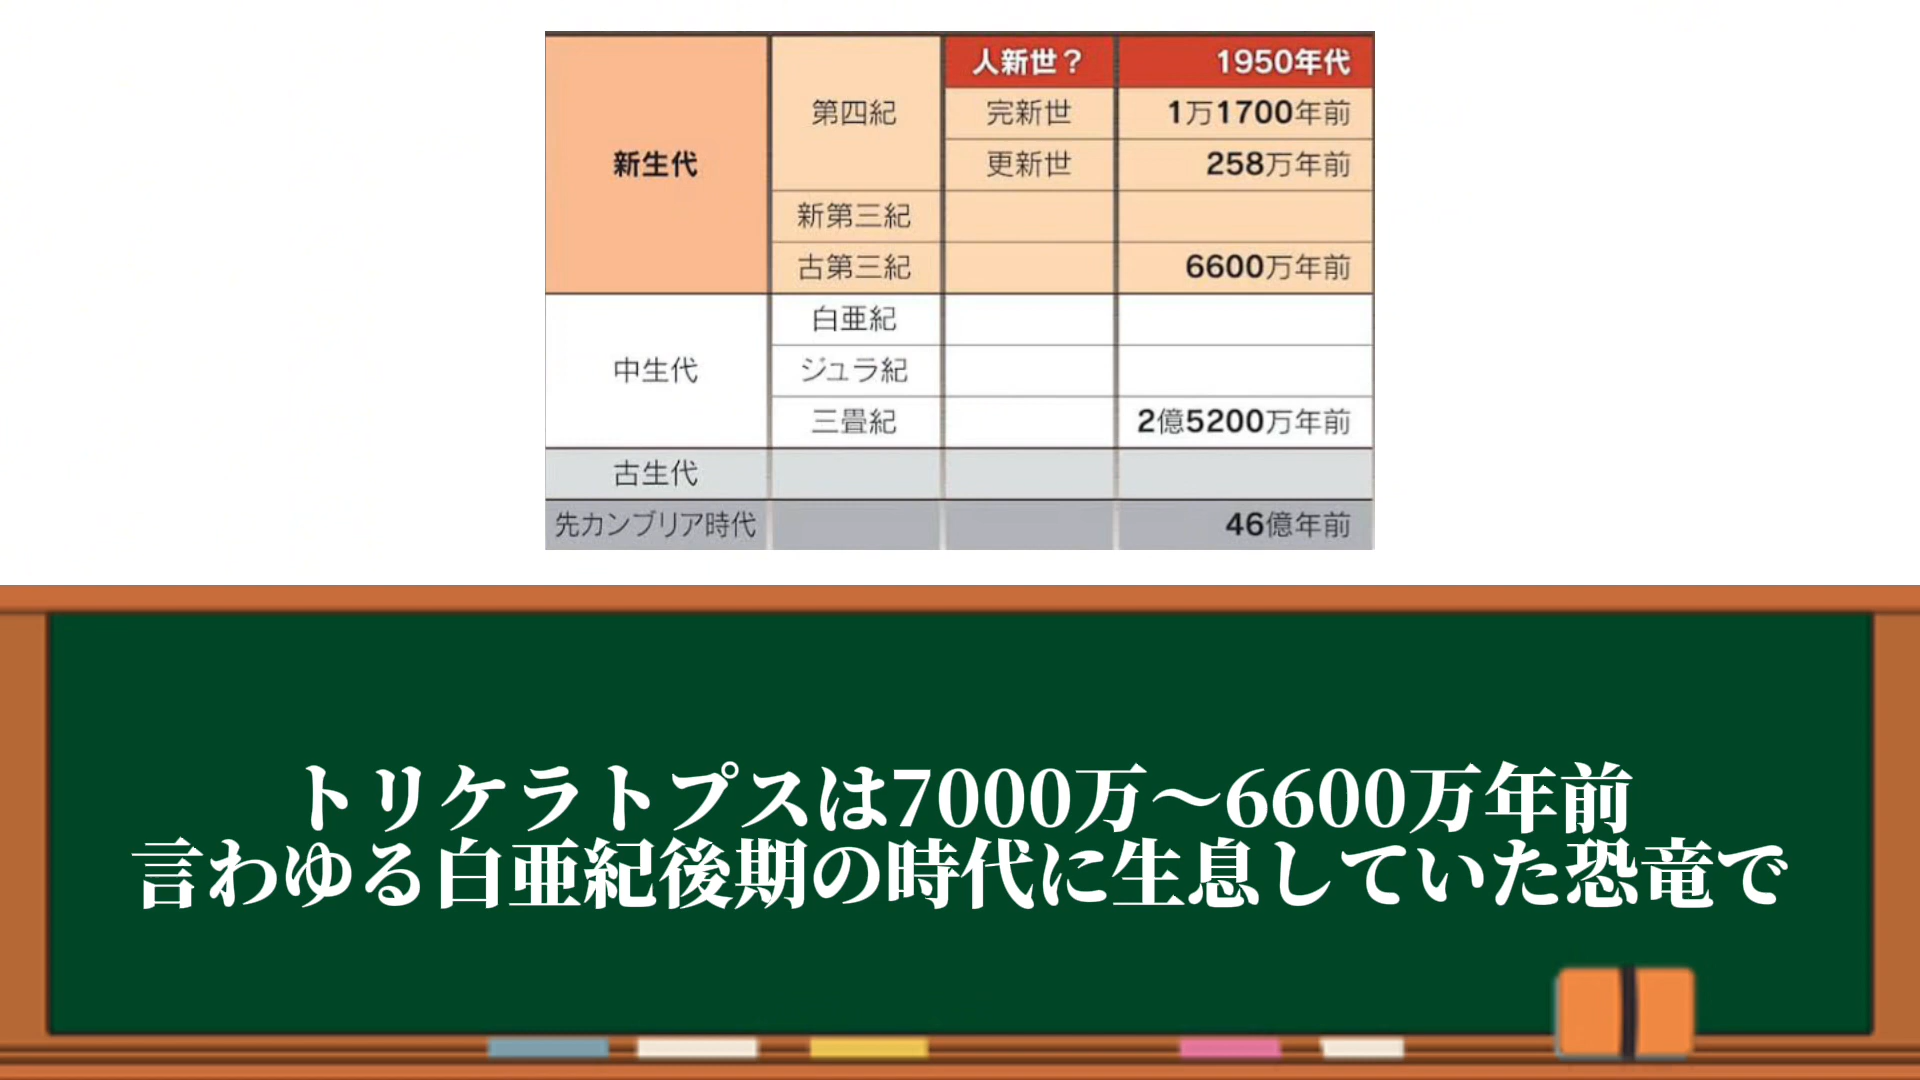 人新世？ 1950年代
第四紀 完新世 1万1700年前
新生代 更新世 258万年前
新第三紀
古第三紀 6600万年前
白亜紀
中生代 ジュラ紀
三畳紀 2億5200万年前
古生代
先カンブリア時代 46億年前
トリケラトプスは7000万～6600万年前
言わゆる白亜紀後期の時代に生息していた恐竜で